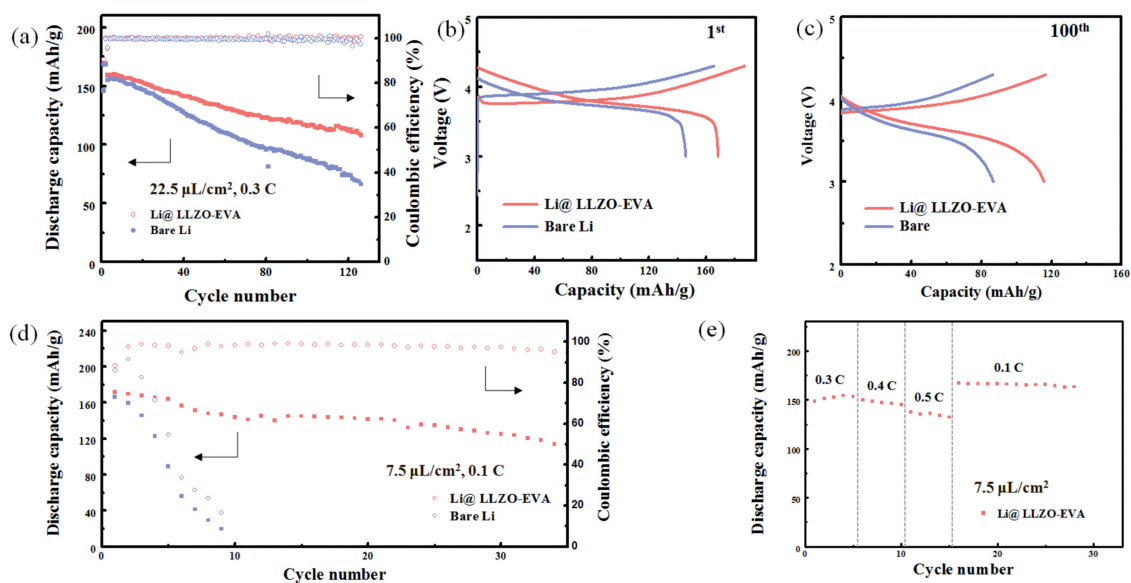 (a)
200
150
100
50
0
Discharge capacity (mAh/g)
100
80
60
40
20
0
Coulombic efficiency (%)
22.5 µL/cm², 0.3 C
Li@ LLZO-EVA
Bare Li
0 40 80 120
Cycle number
(b)
1st
5
4
3
2
1
Voltage (V)
Li@ LLZO-EVA
Bare Li
0 40 80 120 160
Capacity (mAh/g)
(c)
100th
5
4
3
2
Voltage (V)
Li@ LLZO-EVA
Bare
0 40 80 120 160
Capacity (mAh/g)
(d)
240
200
160
120
80
40
0
Discharge capacity (mAh/g)
100
80
60
40
20
0
Coulombic efficiency (%)
7.5 µL/cm², 0.1 C
Li@ LLZO-EVA
Bare Li
0 10 20 30
Cycle number
(e)
200
150
100
50
0
Discharge capacity (mAh/g)
0.3 C
0.4 C
0.5 C
0.1 C
7.5 µL/cm²
Li@ LLZO-EVA
0 10 20 30
Cycle number